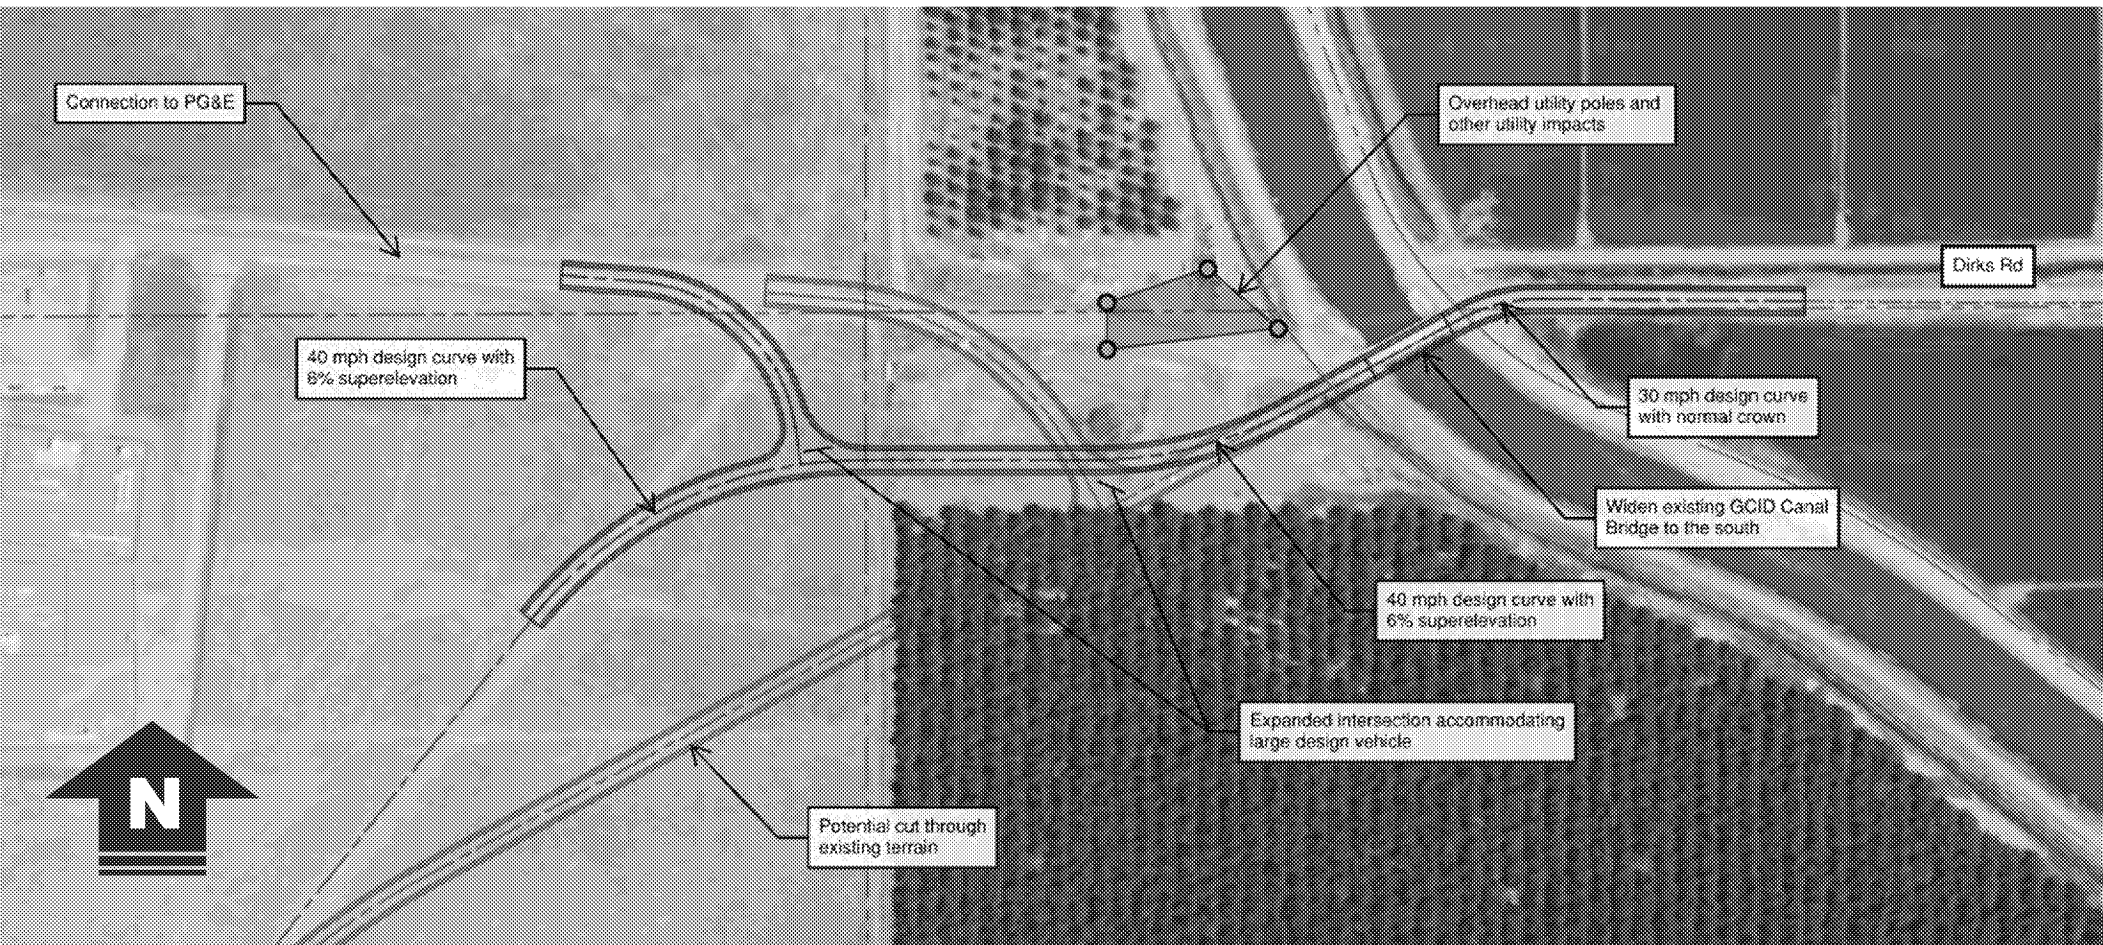 Connection to PG&E
Overhead utility poles and
other utility impacts
Dirks Rd
40 mph design curve with
6% superelevation
30 mph design curve
with normal crown
Widen existing GCID Canal
Bridge to the south
40 mph design curve with
6% superelevation
Expanded intersection accommodating
large design vehicle
N
Potential cut through
existing terrain